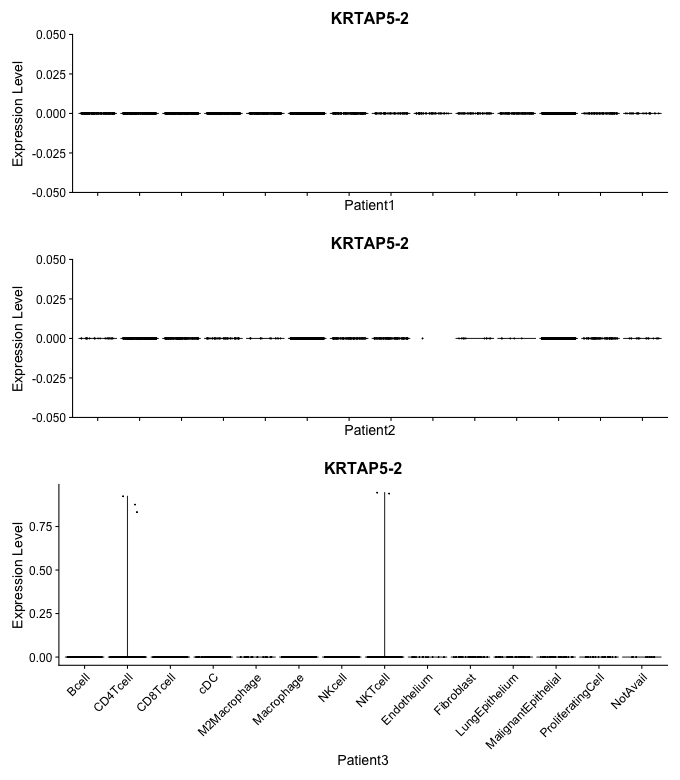 KRTAP5-2
Expression Level
0.050
0.025
0.000
-0.025
-0.050
Patient1
KRTAP5-2
Expression Level
0.050
0.025
0.000
-0.025
-0.050
Patient2
KRTAP5-2
Expression Level
0.75
0.50
0.25
0.00
Bcell
CD4Tcell
CD8Tcell
cDC
M2Macrophage
Macrophage
NKcell
NKTcell
Endothelium
Fibroblast
LungEpithelium
MalignantEpithelial
ProliferatingCell
NotAvail
Patient3